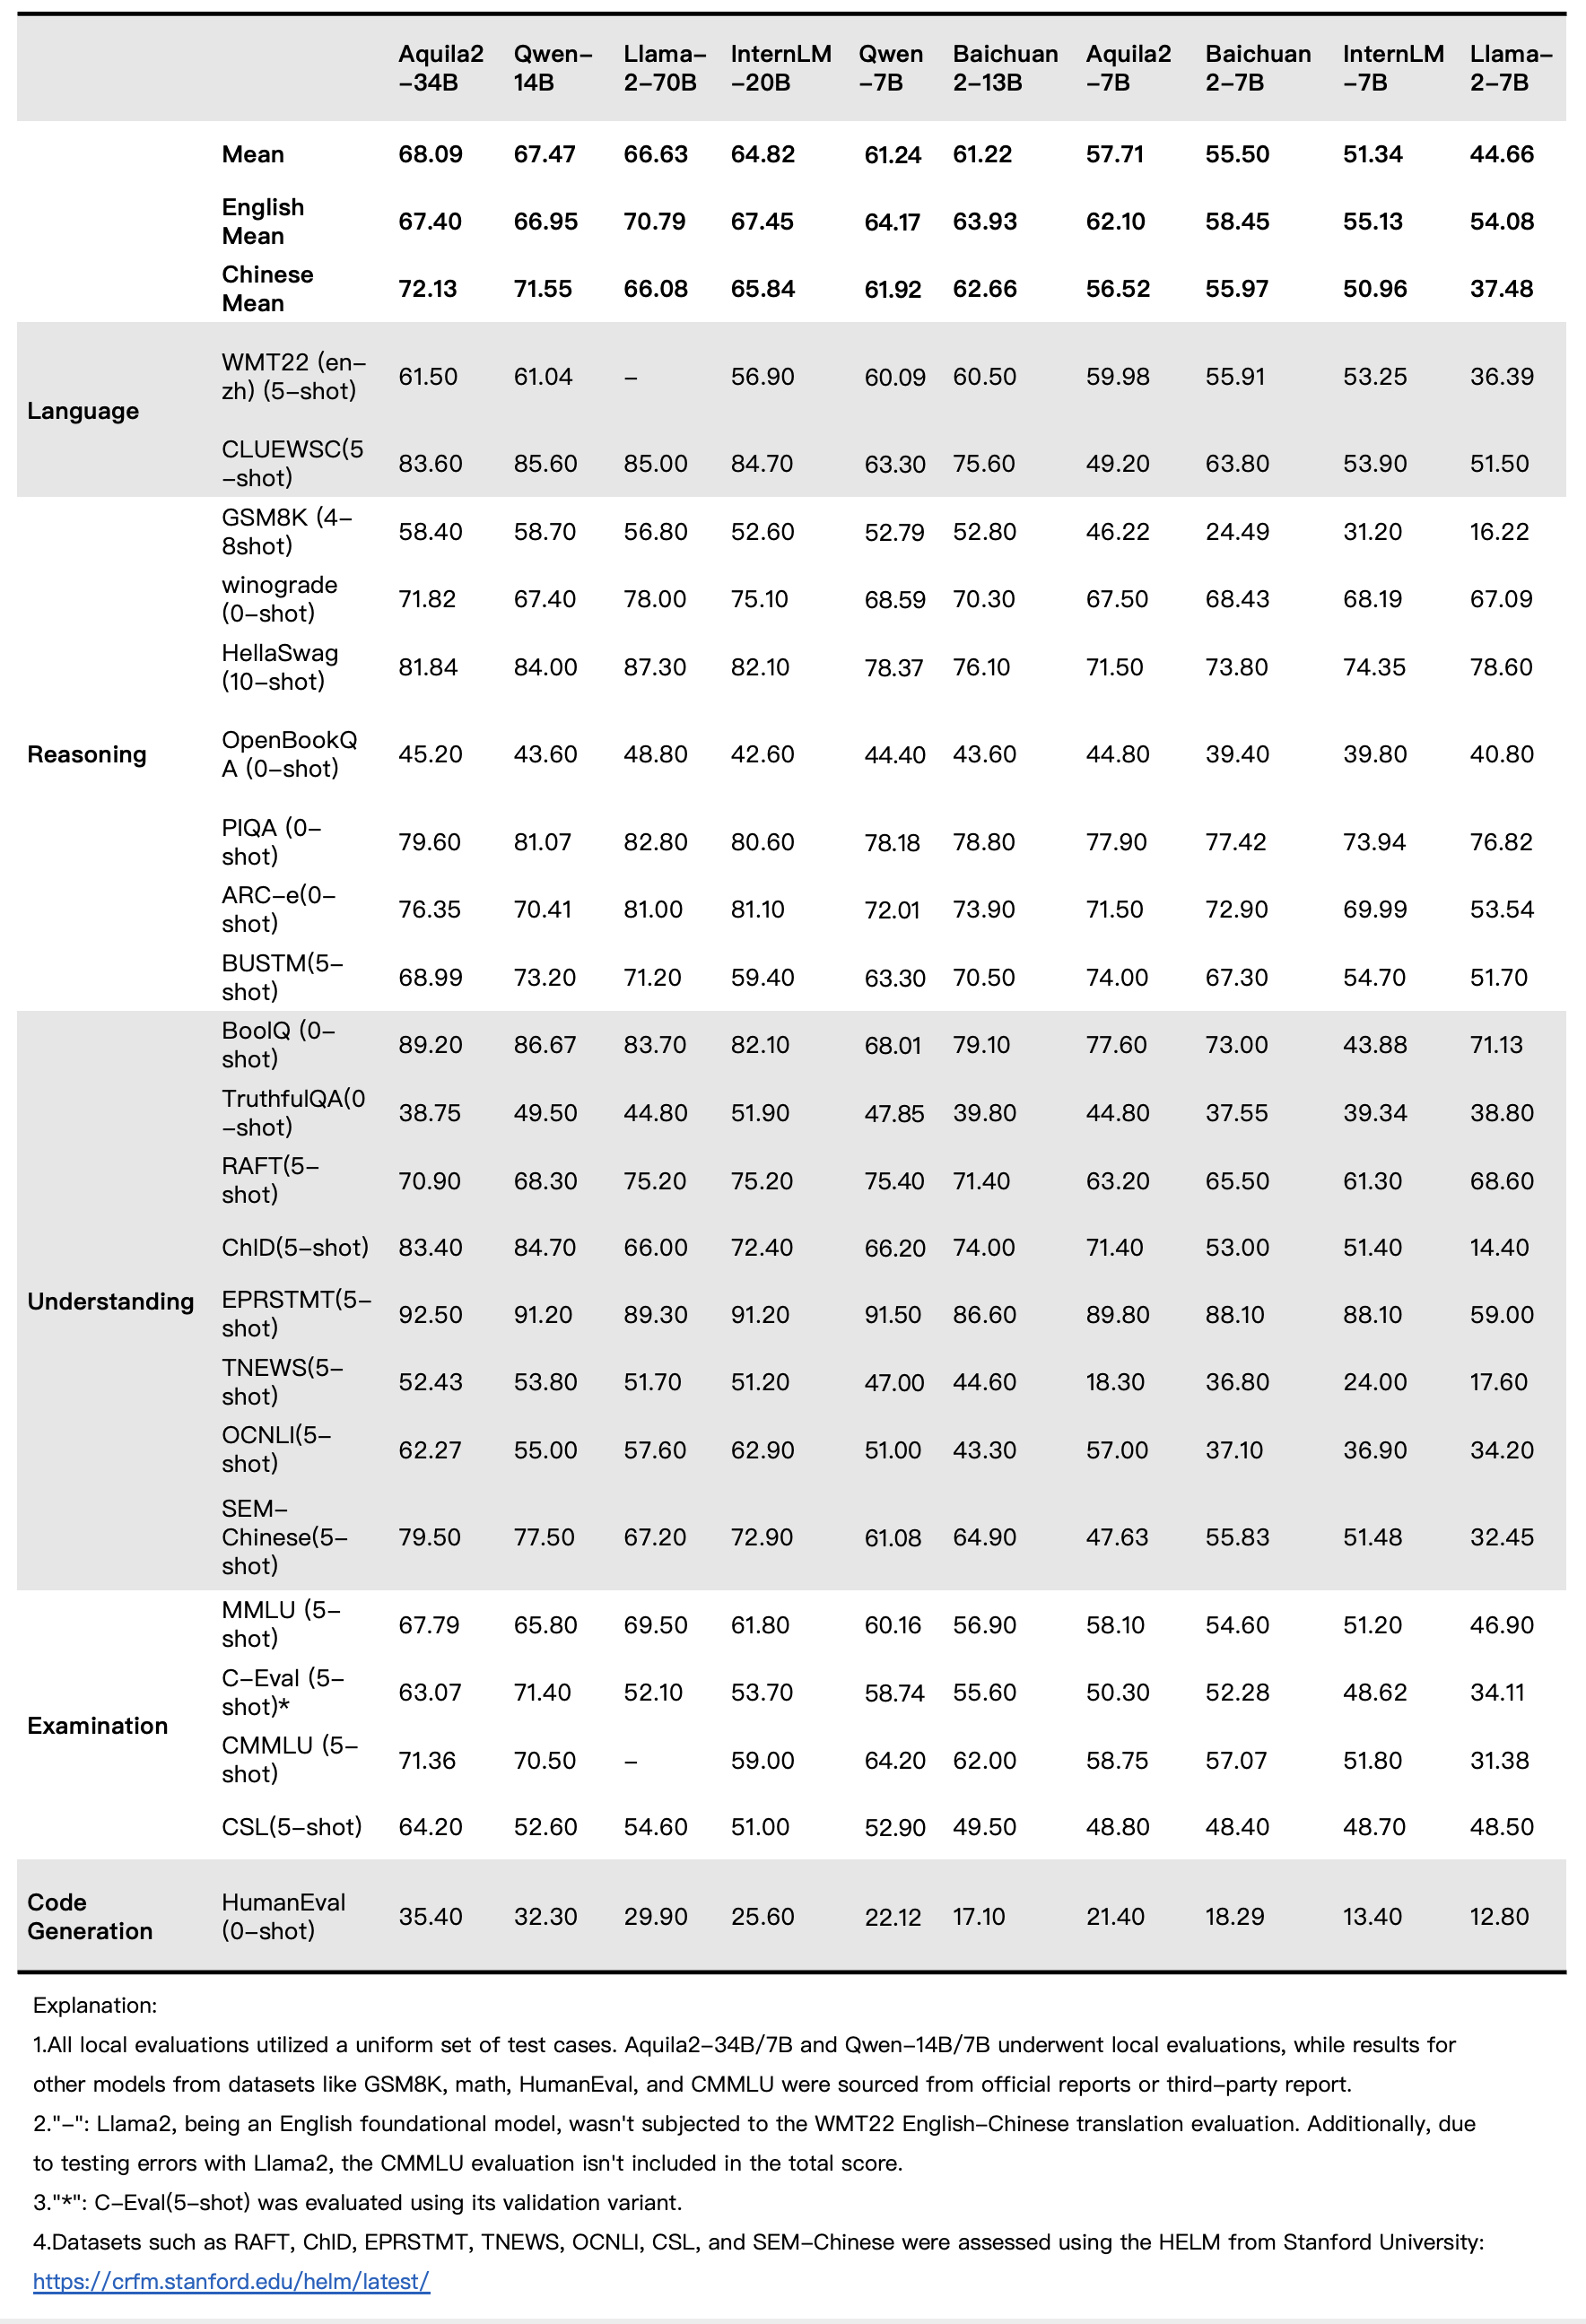 Aquila2 Qwen- Llama- InternLM Qwen Baichuan Aquila2 Baichuan InternLM Llama-
-34B 14B 2-70B -20B -7B 2-13B -7B 2-7B -7B 2-7B
Mean 68.09 67.47 66.63 64.82 61.24 61.22 57.71 55.50 51.34 44.66
English
Mean 67.40 66.95 70.79 67.45 64.17 63.93 62.10 58.45 55.13 54.08
Chinese
Mean 72.13 71.55 66.08 65.84 61.92 62.66 56.52 55.97 50.96 37.48
Language
WMT22 (en-
zh) (5-shot) 61.50 61.04 - 56.90 60.09 60.50 59.98 55.91 53.25 36.39
CLUEWSC(5
-shot) 83.60 85.60 85.00 84.70 63.30 75.60 49.20 63.80 53.90 51.50
Reasoning
GSM8K (4-
8shot) 58.40 58.70 56.80 52.60 52.79 52.80 46.22 24.49 31.20 16.22
winograde
(0-shot) 71.82 67.40 78.00 75.10 68.59 70.30 67.50 68.43 68.19 67.09
HellaSwag
(10-shot) 81.84 84.00 87.30 82.10 78.37 76.10 71.50 73.80 74.35 78.60
OpenBookQ
A (0-shot) 45.20 43.60 48.80 42.60 44.40 43.60 44.80 39.40 39.80 40.80
PIQA (0-
shot) 79.60 81.07 82.80 80.60 78.18 78.80 77.90 77.42 73.94 76.82
ARC-e(0-
shot) 76.35 70.41 81.00 81.10 72.01 73.90 71.50 72.90 69.99 53.54
BUSTM(5-
shot) 68.99 73.20 71.20 59.40 63.30 70.50 74.00 67.30 54.70 51.70
Understanding
BoolQ (0-
shot) 89.20 86.67 83.70 82.10 68.01 79.10 77.60 73.00 43.88 71.13
TruthfulQA(0
-shot) 38.75 49.50 44.80 51.90 47.85 39.80 44.80 37.55 39.34 38.80
RAFT(5-
shot) 70.90 68.30 75.20 75.20 75.40 71.40 63.20 65.50 61.30 68.60
ChID(5-shot) 83.40 84.70 66.00 72.40 66.20 74.00 71.40 53.00 51.40 14.40
EPRSTMT(5-
shot) 92.50 91.20 89.30 91.20 91.50 86.60 89.80 88.10 88.10 59.00
TNEWS(5-
shot) 52.43 53.80 51.70 51.20 47.00 44.60 18.30 36.80 24.00 17.60
OCNLI(5-
shot) 62.27 55.00 57.60 62.90 51.00 43.30 57.00 37.10 36.90 34.20
SEM-
Chinese(5-
shot) 79.50 77.50 67.20 72.90 61.08 64.90 47.63 55.83 51.48 32.45
Examination
MMLU (5-
shot) 67.79 65.80 69.50 61.80 60.16 56.90 58.10 54.60 51.20 46.90
C-Eval (5-
shot)* 63.07 71.40 52.10 53.70 58.74 55.60 50.30 52.28 48.62 34.11
CMMLU (5-
shot) 71.36 70.50 - 59.00 64.20 62.00 58.75 57.07 51.80 31.38
CSL(5-shot) 64.20 52.60 54.60 51.00 52.90 49.50 48.80 48.40 48.70 48.50
Code
Generation
HumanEval
(0-shot) 35.40 32.30 29.90 25.60 22.12 17.10 21.40 18.29 13.40 12.80
Explanation:
1.All local evaluations utilized a uniform set of test cases. Aquila2-34B/7B and Qwen-14B/7B underwent local evaluations, while results for
other models from datasets like GSM8K, math, HumanEval, and CMMLU were sourced from official reports or third-party report.
2."-": Llama2, being an English foundational model, wasn't subjected to the WMT22 English-Chinese translation evaluation. Additionally, due
to testing errors with Llama2, the CMMLU evaluation isn't included in the total score.
3."*": C-Eval(5-shot) was evaluated using its validation variant.
4.Datasets such as RAFT, ChID, EPRSTMT, TNEWS, OCNLI, CSL, and SEM-Chinese were assessed using the HELM from Stanford University:
https://crfm.stanford.edu/helm/latest/